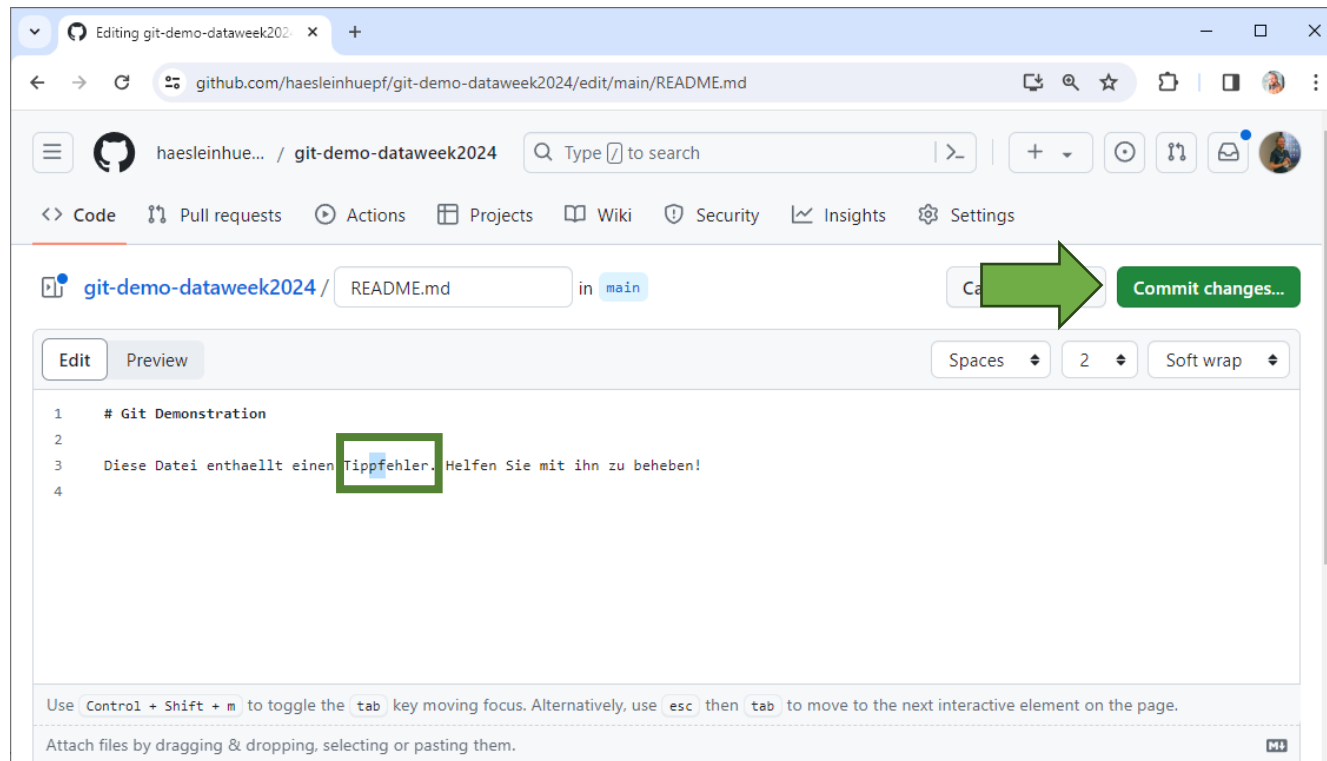 Editing git-demo-dataweek202
github.com/haesleinhuepf/git-demo-dataweek2024/edit/main/README.md
haesleinhue... / git-demo-dataweek2024 Type / to search
Code Pull requests Actions Projects Wiki Security Insights Settings
git-demo-dataweek2024 / README.md in main Commit changes...
Edit Preview Spaces 2 Soft wrap
1 # Git Demonstration
2
3 Diese Datei enthaellt einen Tippfehler. Helfen Sie mit ihn zu beheben!
4
Use Control + Shift + m to toggle the tab key moving focus. Alternatively, use esc then tab to move to the next interactive element on the page.
Attach files by dragging & dropping, selecting or pasting them.